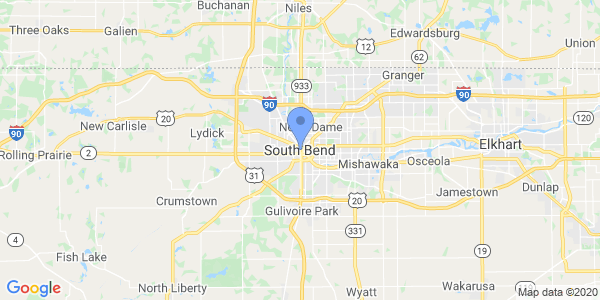 Buchanan
Niles
Three Oaks
Galien
Edwardsburg
12
Union
933
Granger
90
90
20
New Carlisle
Lydick
Notre Dame
120
90
Rolling Prairie
2
South Bend
Elkhart
Mishawaka
Osceola
31
Jamestown
Dunlap
Crumstown
20
Gulivoire Park
331
4
19
Fish Lake
North Liberty
Wyatt
Wakarusa
Google
Map data ©2020